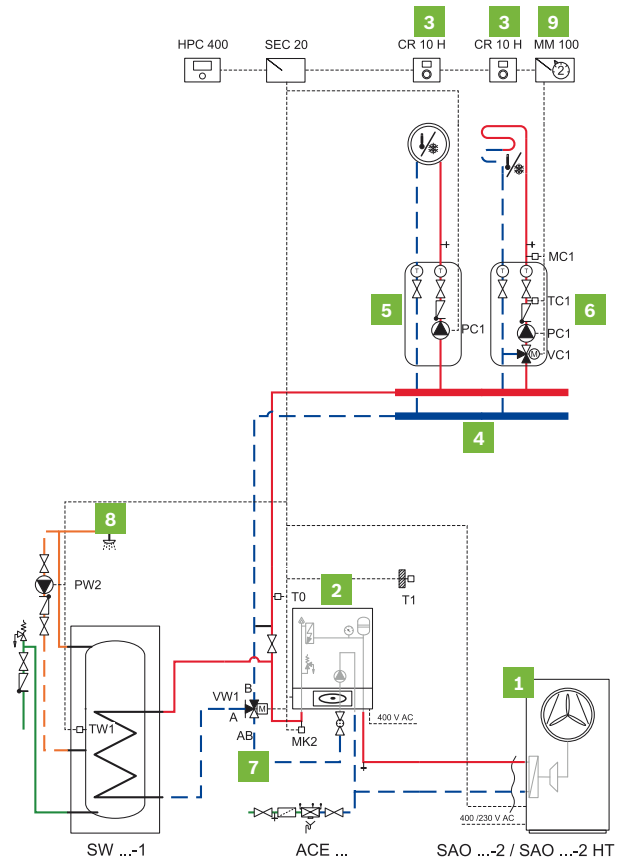 3
3
9
HPC 400
SEC 20
CR 10 H
CR 10 H
MM 100
2
MC1
T
T
T
T
5
TC1
6
PC1
PC1
M
VC1
4
8
PW2
T0
2
T1
1
B
VW1
A
M
AB
MK2
400 V AC
TW1
7
400 /230 V AC
SW ...-1
ACE ...
SAO ...-2 / SAO ...-2 HT